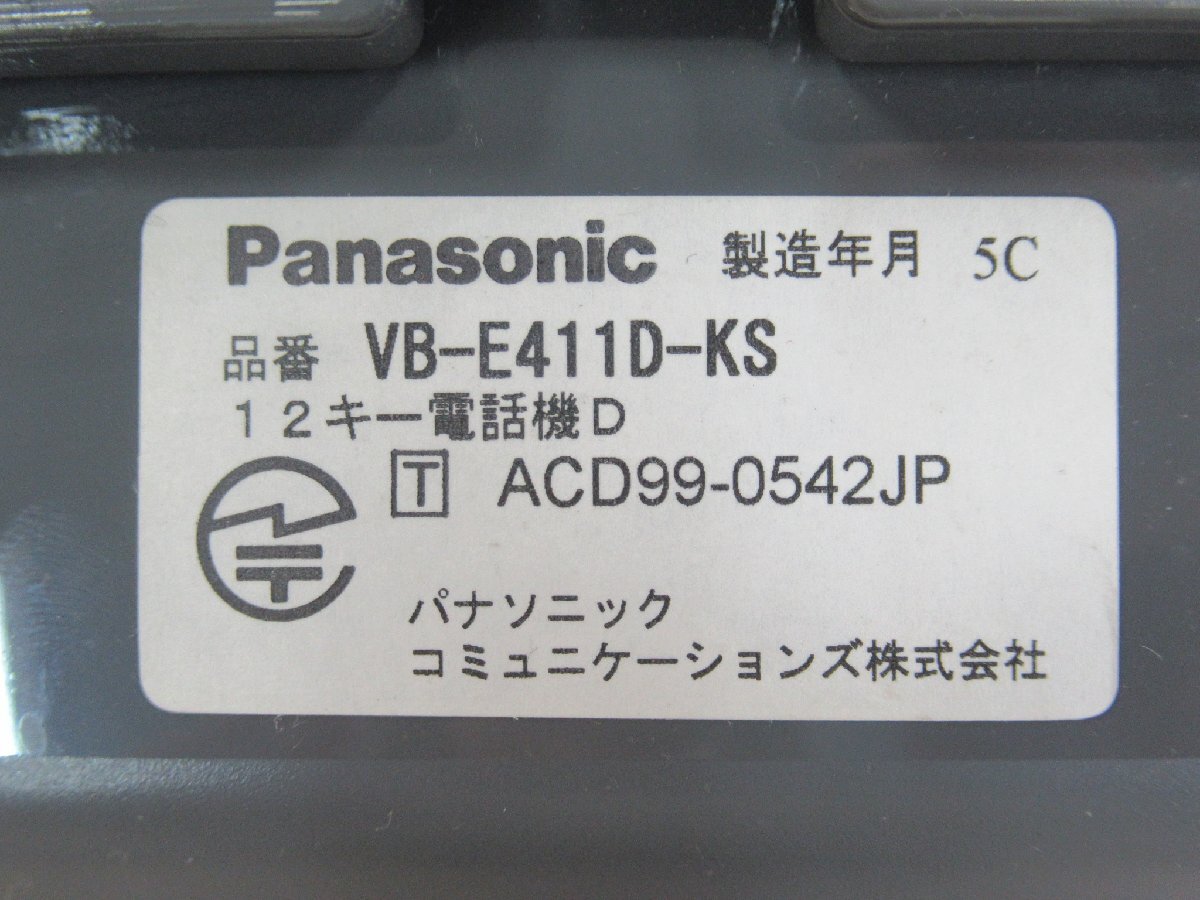 Panasonic 製造年月 5C
品番 VB-E411D-KS
12キー電話機D
T ACD99-0542JP
パナソニック
コミュニケーションズ株式会社